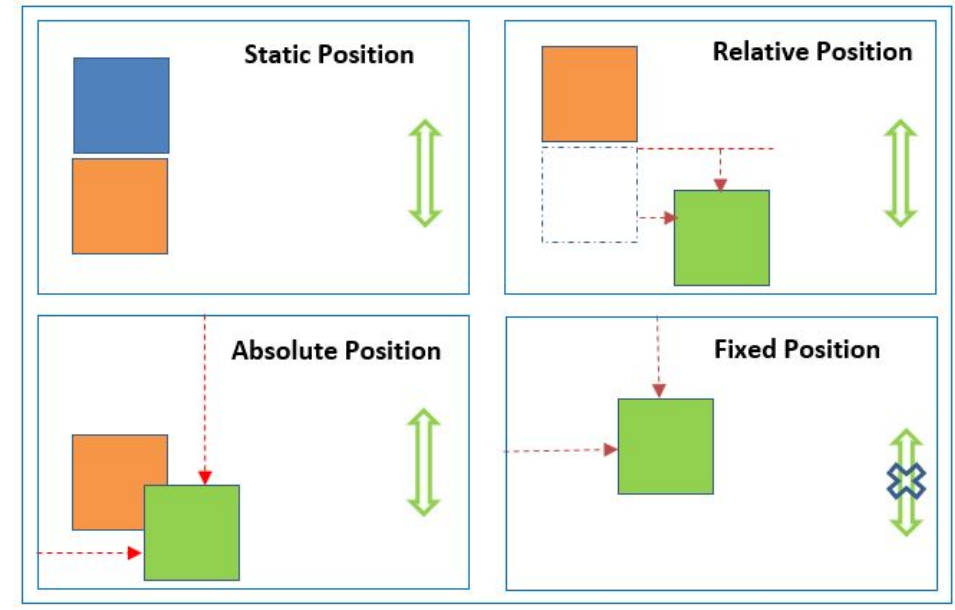 Static Position
Relative Position
Absolute Position
Fixed Position